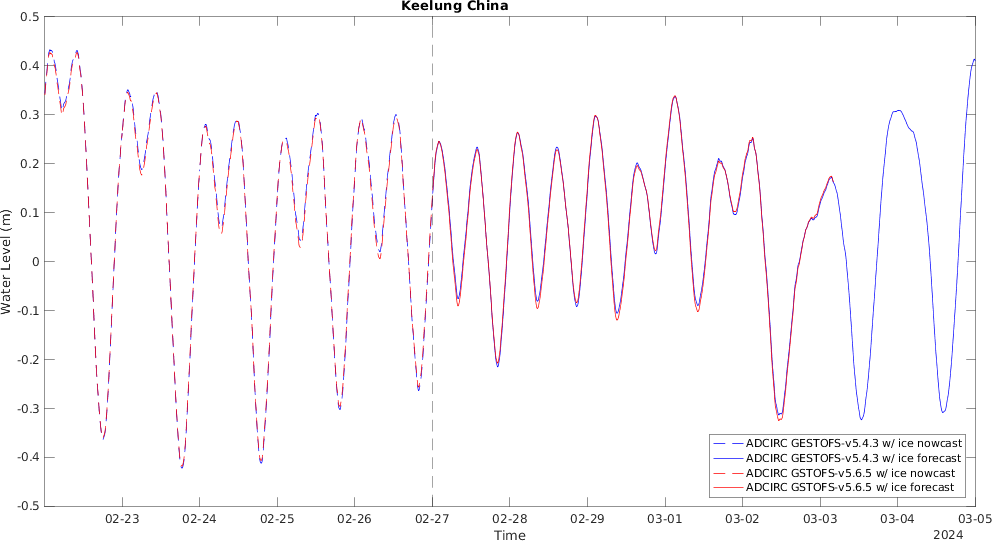 Keelung China
0.5
0.4
0.3
0.2
0.1
0
-0.1
-0.2
-0.3
-0.4
-0.5
Water Level (m)
ADCIRC GESTOFS-v5.4.3 w/ ice nowcast
ADCIRC GESTOFS-v5.4.3 w/ ice forecast
ADCIRC GSTOFS-v5.6.5 w/ ice nowcast
ADCIRC GSTOFS-v5.6.5 w/ ice forecast
02-23 02-24 02-25 02-26 02-27 02-28 02-29 03-01 03-02 03-03 03-04 03-05
Time
2024